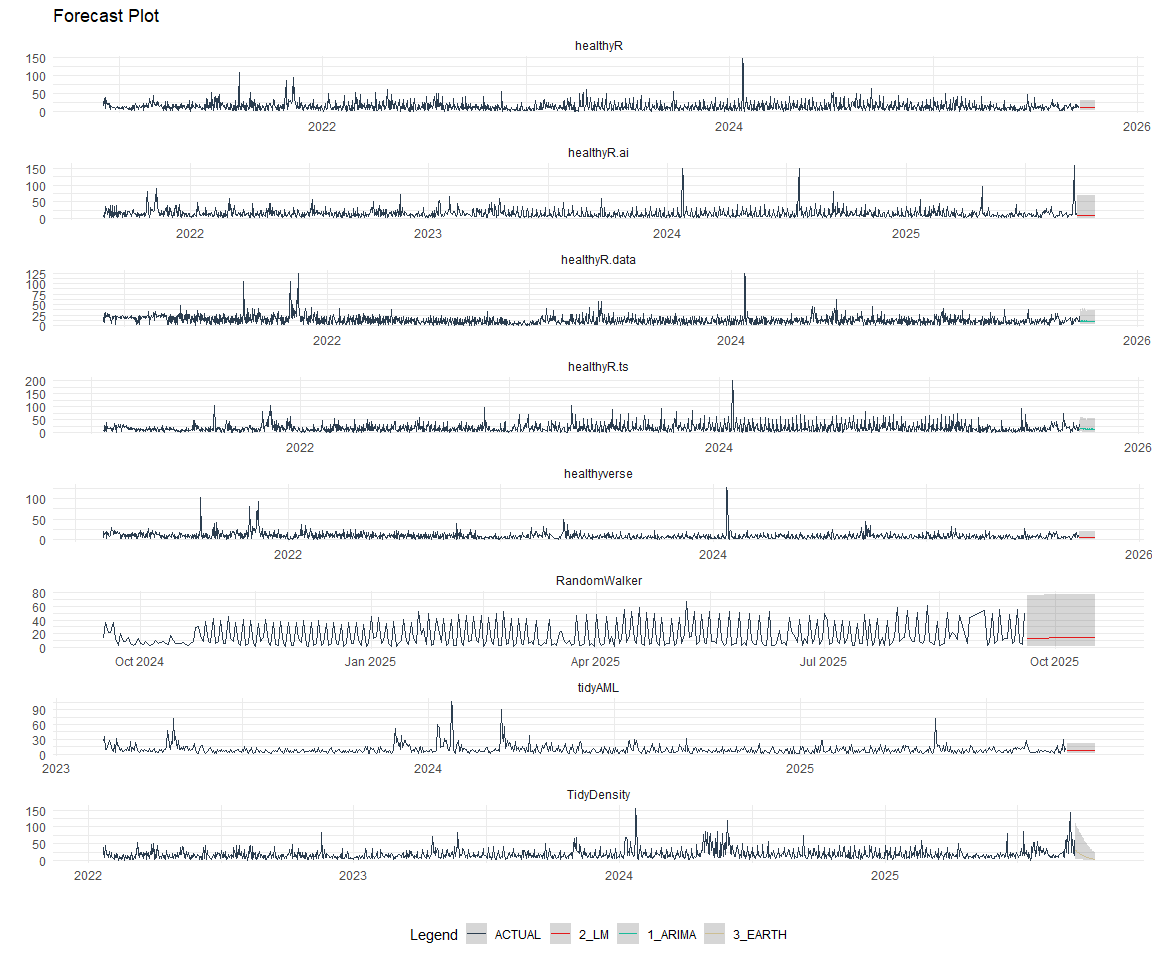 Forecast Plot
healthyR
150
100
50
0
2022 2024 2026
healthyR.ai
150
100
50
0
2022 2023 2024 2025
healthyR.data
125
100
75
50
25
0
2022 2024 2026
healthyR.ts
200
150
100
50
0
2022 2024 2026
healthyverse
100
50
0
2022 2024 2026
RandomWalker
80
60
40
20
0
Oct 2024 Jan 2025 Apr 2025 Jul 2025 Oct 2025
tidyAML
90
60
30
0
2023 2024 2025
TidyDensity
150
100
50
0
2022 2023 2024 2025
Legend ACTUAL 2_LM 1_ARIMA 3_EARTH